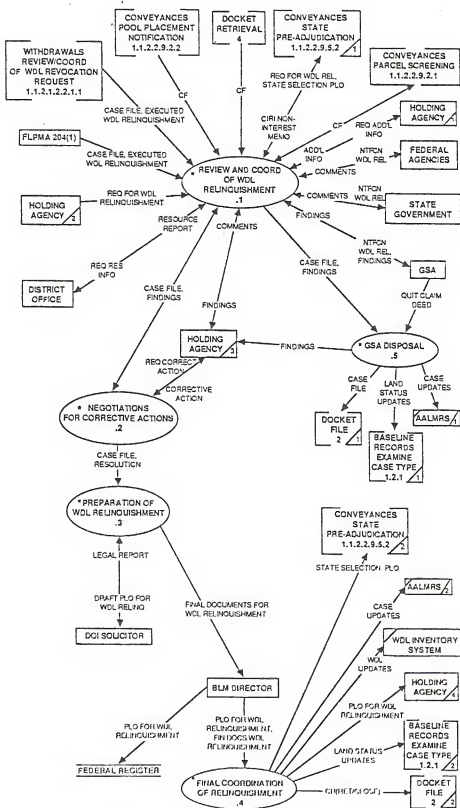 CONVEYANCES
POOL PLACEMENT
NOTIFICATION
1.1.2.2.9.2.2
DOCKET
RETRIEVAL
4
CONVEYANCES
STATE
PRE-ADJUDICATION
1.1.2.2.9.5.2
1
WITHDRAWALS
REVIEW/COORD
OF WDL REVOCATION
REQUEST
1.1.2.1.2.2.1.1
CONVEYANCES
PARCEL SCREENING
1.1.2.2.9.2.1
REQ FOR WDL REL,
STATE SELECTION PLO
CF
CF
CASE FILE, EXECUTED
WDL RELINQUISHMENT
CIRI NON-
INTEREST
MEMO
CF
REQ ADD'L
INFO
HOLDING
AGENCY
ADD'L
INFO
FLPMA 204(1)
CASE FILE, EXECUTED
WDL RELINQUISHMENT
NTFCN
WDL REL
FEDERAL
AGENCIES
COMMENTS
* REVIEW AND COORD
OF WDL
RELINQUISHMENT
.1
HOLDING
AGENCY
2
REQ FOR WDL
RELINQUISHMENT
NTFCN
WDL REL
COMMENTS
STATE
GOVERNMENT
RESOURCE
REPORT
COMMENTS
FINDINGS
NTFCN
WDL REL,
FINDINGS
REQ RES
INFO
DISTRICT
OFFICE
CASE FILE,
FINDINGS
CASE FILE,
FINDINGS
GSA
QUIT CLAIM
DEED
FINDINGS
HOLDING
AGENCY
3
FINDINGS
* GSA DISPOSAL
.5
REQ CORRECT
ACTION
CORRECTIVE
ACTION
* NEGOTIATIONS
FOR CORRECTIVE ACTIONS
.2
CASE
FILE
LAND
STATUS
UPDATES
CASE
UPDATES
DOCKET
FILE
2
1
AALMRS
1
BASELINE
RECORDS
EXAMINE
CASE TYPE
1.2.1
1
CASE FILE,
RESOLUTION
* PREPARATION OF
WDL RELINQUISHMENT
.3
CONVEYANCES
STATE
PRE-ADJUDICATION
1.1.2.2.9.5.2
2
LEGAL REPORT
STATE SELECTION PLO
DRAFT PLO FOR
WDL RELINQ
FINAL DOCUMENTS FOR
WDL RELINQUISHMENT
AALMRS
2
CASE
UPDATES
DOI SOLICITOR
WDL INVENTORY
SYSTEM
WDL
UPDATES
BLM DIRECTOR
HOLDING
AGENCY
4
PLO FOR WDL
RELINQUISHMENT
PLO FOR WDL
RELINQUISHMENT
PLO FOR WDL
RELINQUISHMENT,
FIN DOCS WDL
RELINQUISHMENT
BASELINE
RECORDS
EXAMINE
CASE TYPE
1.2.1
2
LAND STATUS
UPDATES
FEDERAL REGISTER
* FINAL COORDINATION
OF RELINQUISHMENT
.4
DOCKET
FILE
2
2